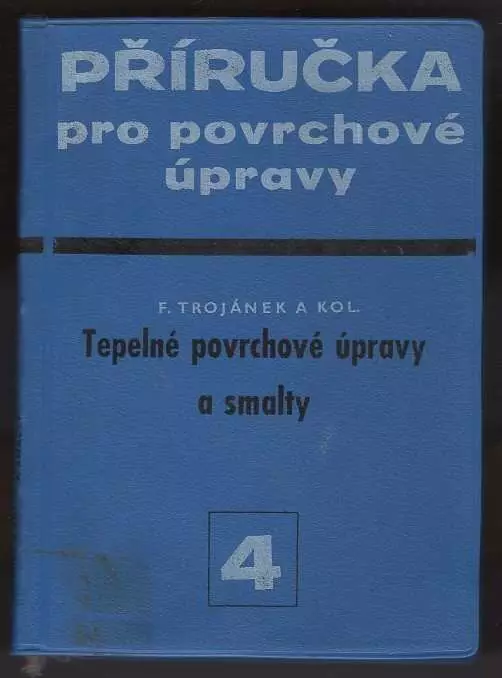 PŘÍRUČKA
pro povrchové
úpravy
F. TROJÁNEK A KOL.
Tepelné povrchové úpravy
a smalty
4